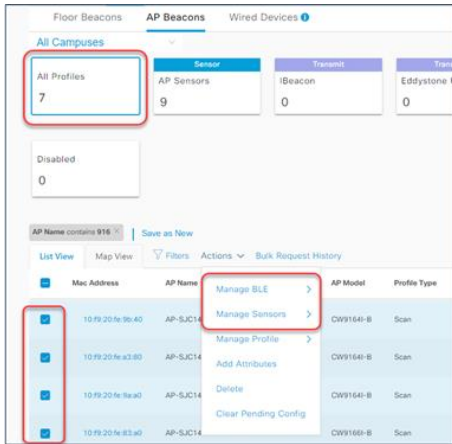 Floor Beacons AP Beacons Wired Devices
All Campuses
All Profiles
7
Sensor
AP Sensors
9
Transmit
IBeacon
0
Eddystone
0
Disabled
0
AP Name contains 916 × Save as New
List View Map View Filters Actions Bulk Request History
Mac Address AP Name AP Model Profile Type
Manage BLE >
Manage Sensors >
Manage Profile >
Add Attributes
Delete
Clear Pending Config
10:f9:20:fe:9b:40 AP-SJC14 CW9164I-B Scan
10:f9:20:fe:a3:80 AP-SJC14 CW9164I-B Scan
10:f9:20:fe:9a:a0 AP-SJC14 CW9164I-B Scan
10:f9:20:fe:83:a0 AP-SJC14 CW9166I-B Scan